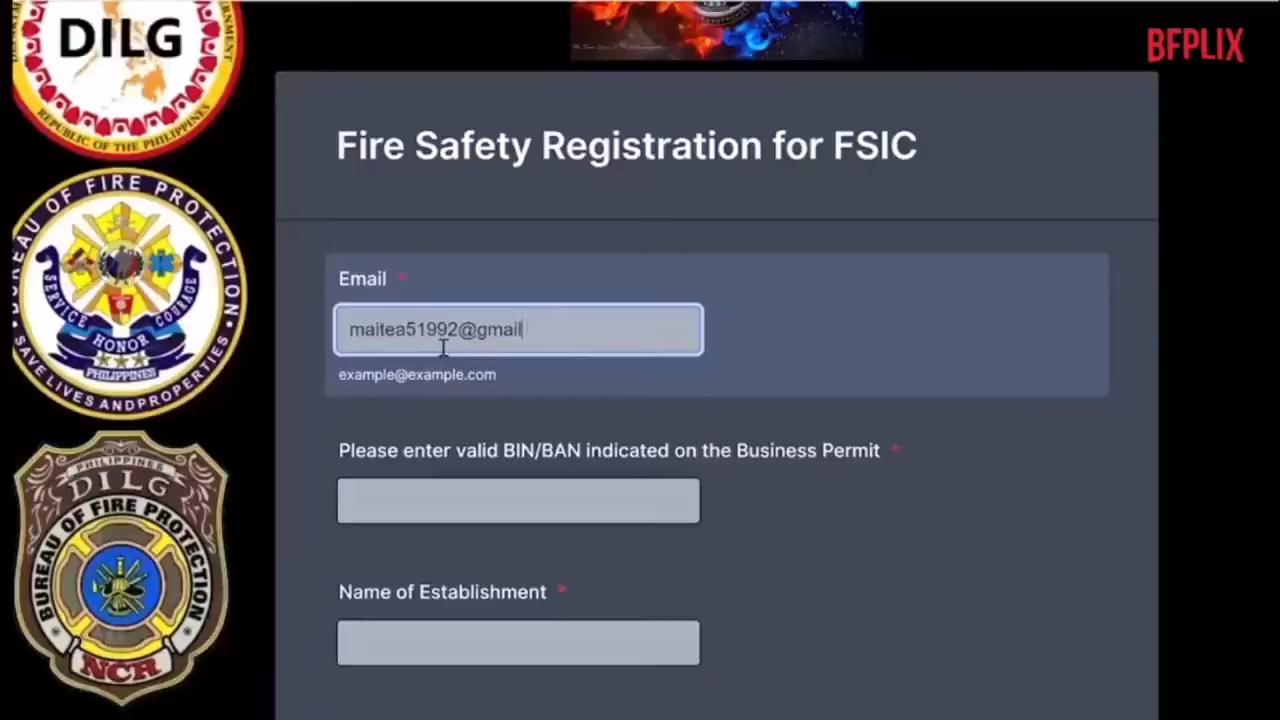 DILG
REPUBLIC OF THE PHILIPPINES
BFPLIX
Fire Safety Registration for FSIC
Email *
maitea51992@gmail
example@example.com
Please enter valid BIN/BAN indicated on the Business Permit *
Name of Establishment *
BUREAU OF FIRE PROTECTION
SERVICE
HONOR
COURAGE
PHILIPPINES
SAVE LIVES AND PROPERTIES
PHILIPPINES
DILG
BUREAU OF FIRE PROTECTION
NCR